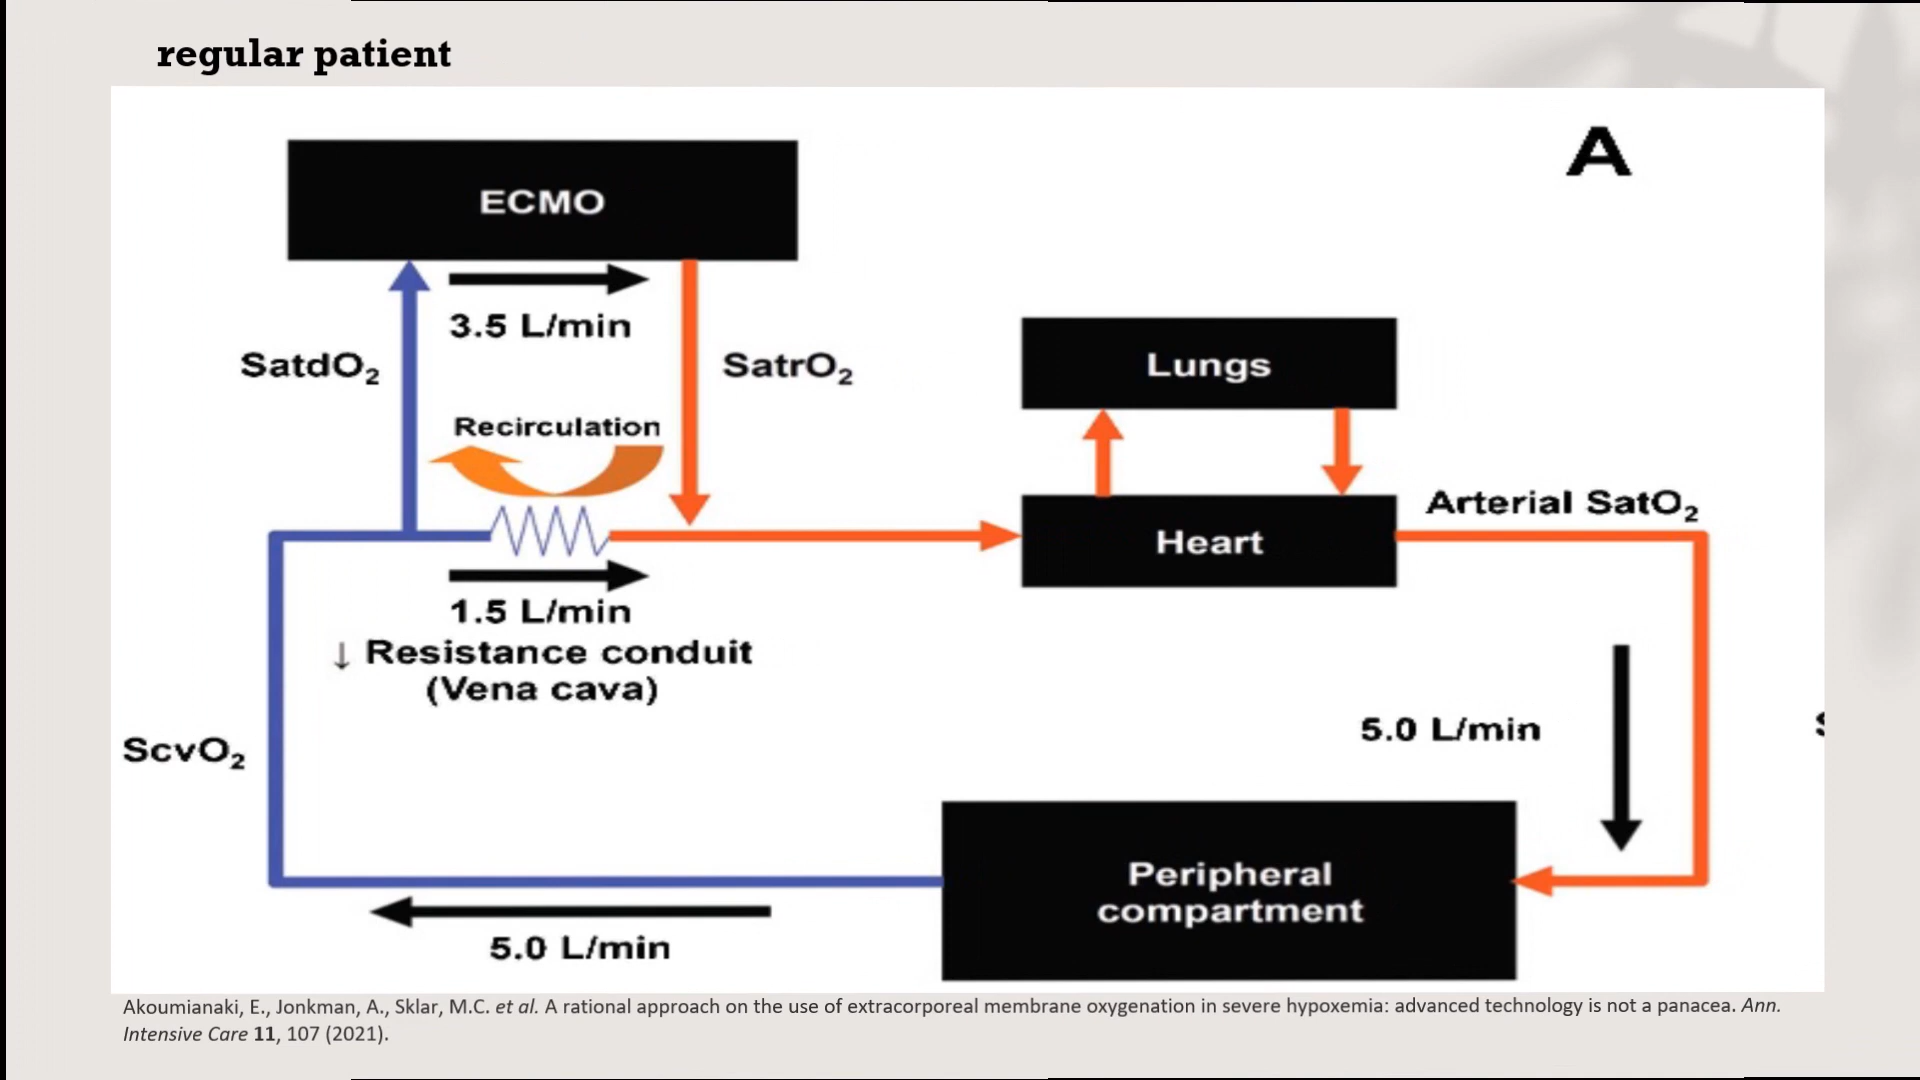 regular patient
A
ECMO
3.5 L/min
SatdO₂
SatrO₂
Recirculation
Lungs
Heart
Arterial SatO₂
1.5 L/min
↓ Resistance conduit
(Vena cava)
ScvO₂
5.0 L/min
Peripheral
compartment
5.0 L/min
Akoumianaki, E., Jonkman, A., Sklar, M.C. et al. A rational approach on the use of extracorporeal membrane oxygenation in severe hypoxemia: advanced technology is not a panacea. Ann.
Intensive Care 11, 107 (2021).